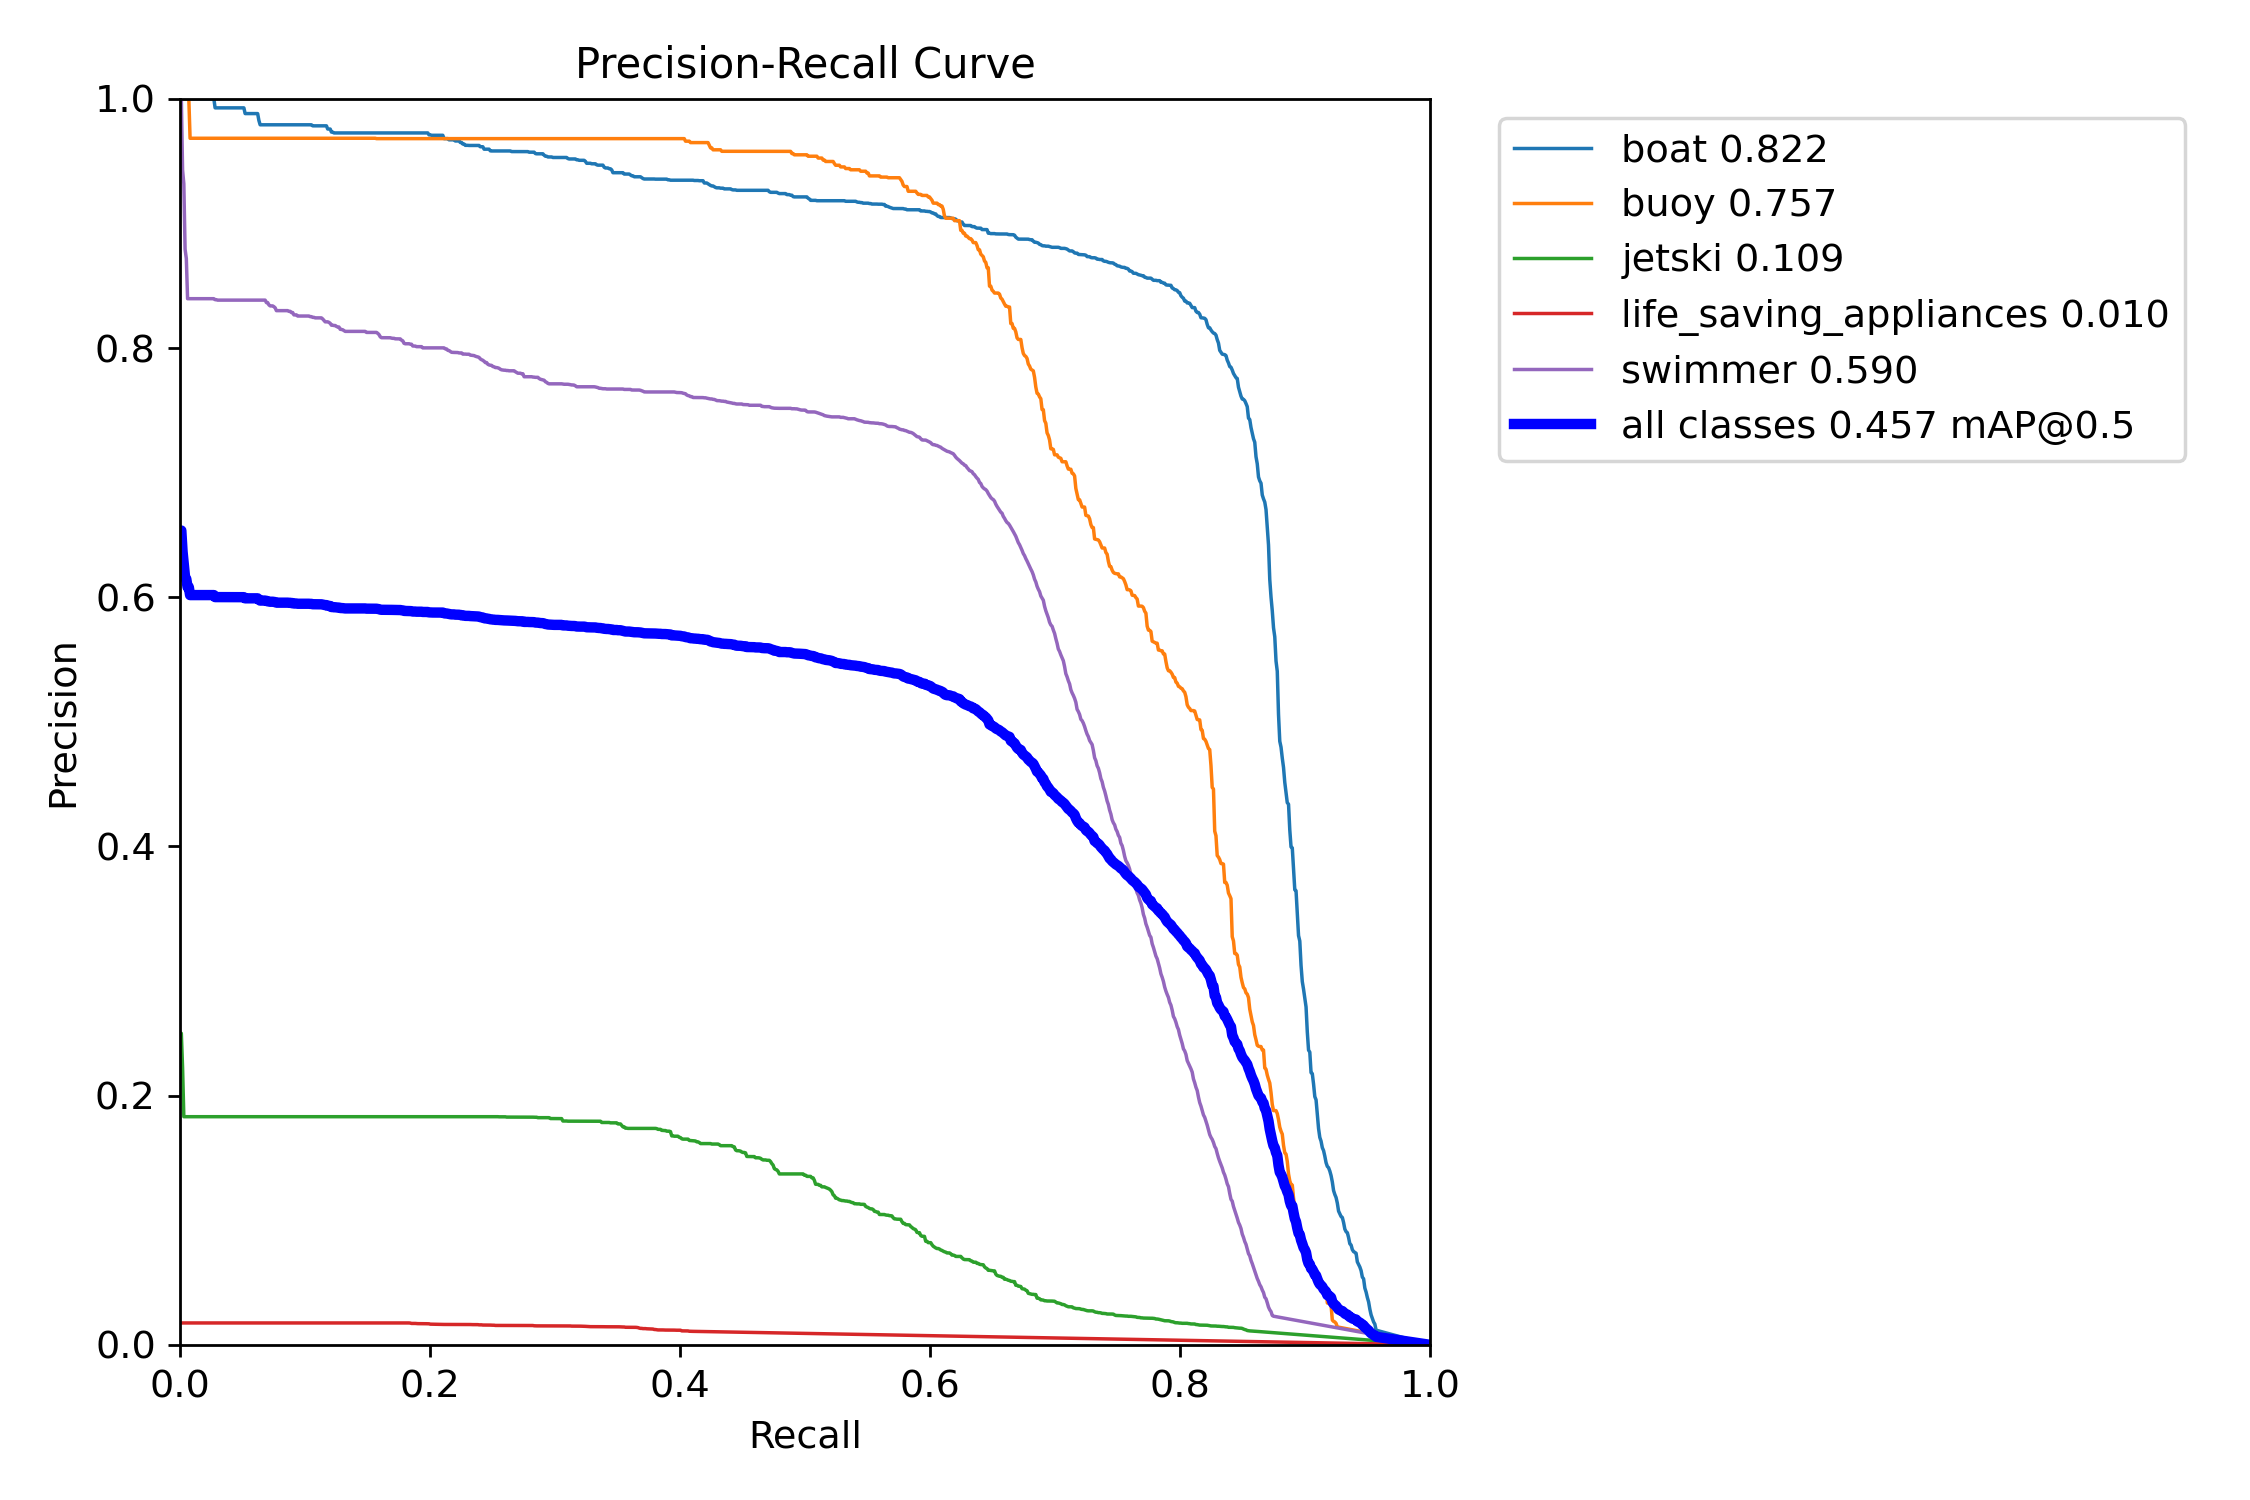 Precision-Recall Curve
1.0
0.8
0.6
0.4
0.2
0.0
Precision
0.0 0.2 0.4 0.6 0.8 1.0
Recall
boat 0.822
buoy 0.757
jetski 0.109
life_saving_appliances 0.010
swimmer 0.590
all classes 0.457 mAP@0.5